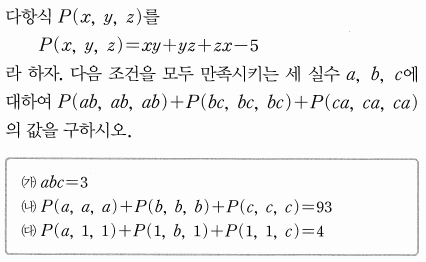 다항식 P(x, y, z)를
P(x, y, z)=xy+yz+zx-5
라 하자. 다음 조건을 모두 만족시키는 세 실수 a, b, c에
대하여 P(ab, ab, ab)+P(bc, bc, bc)+P(ca, ca, ca)
의 값을 구하시오.
㈎ abc=3
㈏ P(a, a, a)+P(b, b, b)+P(c, c, c)=93
㈐ P(a, 1, 1)+P(1, b, 1)+P(1, 1, c)=4